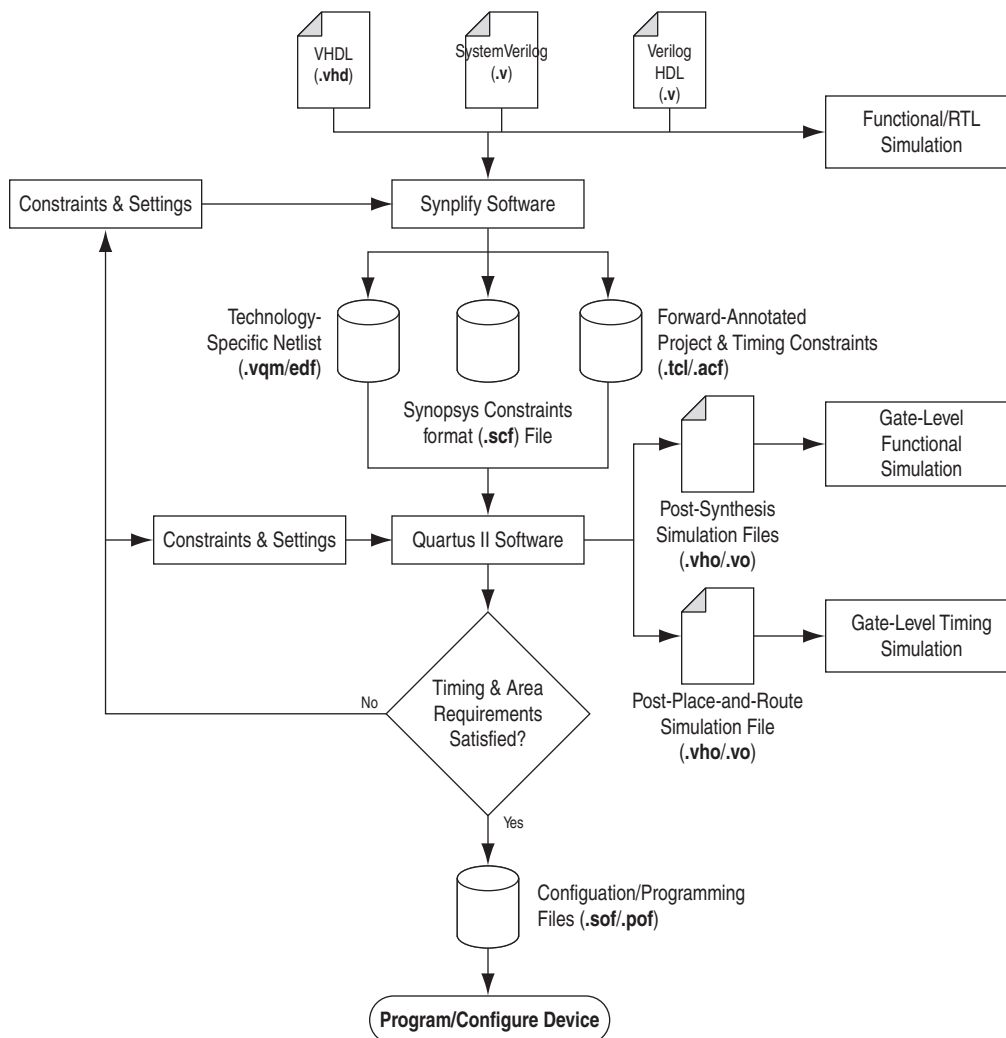 VHDL
(.vhd)
SystemVerilog
(.v)
Verilog
HDL
(.v)
Functional/RTL
Simulation
Constraints & Settings
Synplify Software
Technology-
Specific Netlist
(.vqm/edf)
Synopsys Constraints
format (.scf) File
Forward-Annotated
Project & Timing Constraints
(.tcl/.acf)
Gate-Level
Functional
Simulation
Post-Synthesis
Simulation Files
(.vho/.vo)
Constraints & Settings
Quartus II Software
Gate-Level Timing
Simulation
Post-Place-and-Route
Simulation File
(.vho/.vo)
No
Timing & Area
Requirements
Satisfied?
Yes
Configuation/Programming
Files (.sof/.pof)
Program/Configure Device